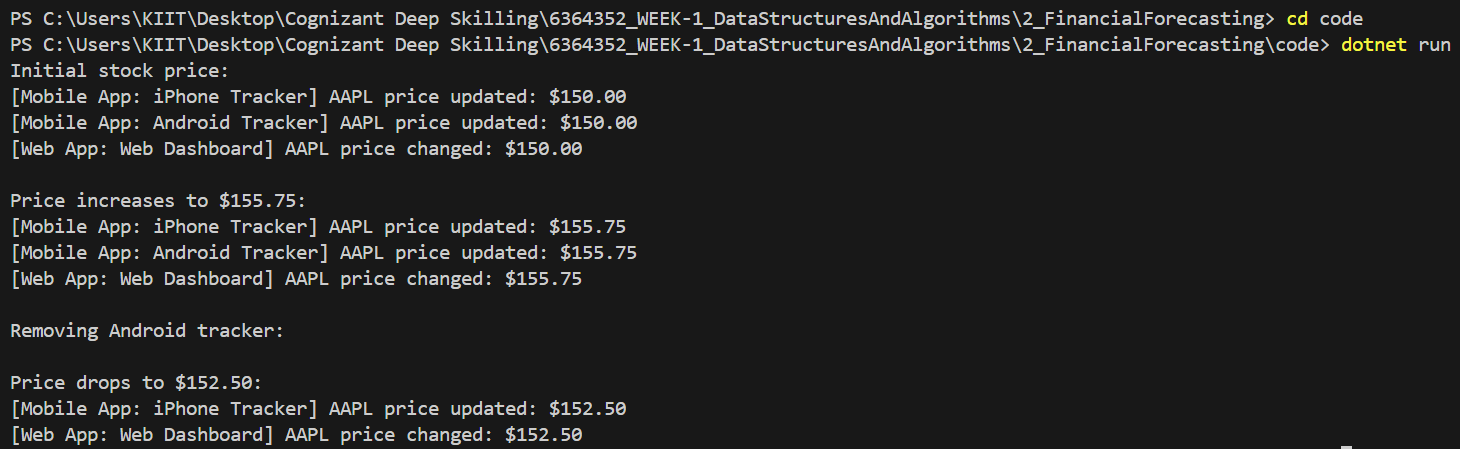 PS C:\Users\KIIT\Desktop\Cognizant Deep Skilling\6364352_WEEK-1_DataStructuresAndAlgorithms\2_FinancialForecasting> cd code
PS C:\Users\KIIT\Desktop\Cognizant Deep Skilling\6364352_WEEK-1_DataStructuresAndAlgorithms\2_FinancialForecasting\code> dotnet run
Initial stock price:
[Mobile App: iPhone Tracker] AAPL price updated: $150.00
[Mobile App: Android Tracker] AAPL price updated: $150.00
[Web App: Web Dashboard] AAPL price changed: $150.00

Price increases to $155.75:
[Mobile App: iPhone Tracker] AAPL price updated: $155.75
[Mobile App: Android Tracker] AAPL price updated: $155.75
[Web App: Web Dashboard] AAPL price changed: $155.75

Removing Android tracker:

Price drops to $152.50:
[Mobile App: iPhone Tracker] AAPL price updated: $152.50
[Web App: Web Dashboard] AAPL price changed: $152.50